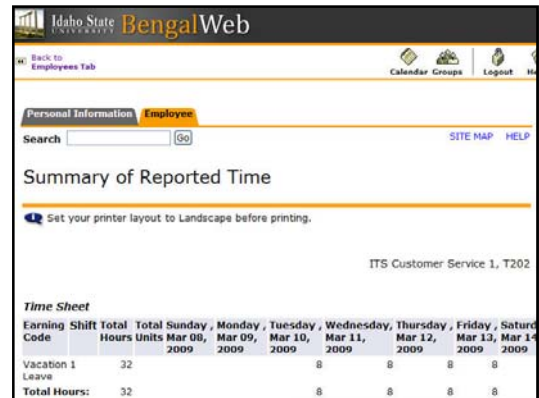 Idaho State UNIVERSITY BengalWeb
Back to
Employees Tab
Calendar Groups Logout
Personal Information Employee
Search Go SITE MAP HELP
Summary of Reported Time
Set your printer layout to Landscape before printing.
ITS Customer Service 1, T202
Time Sheet
Earning Shift Total Total Sunday , Monday , Tuesday , Wednesday, Thursday , Friday , Saturd
Code Hours Units Mar 08, Mar 09, Mar 10, Mar 11, Mar 12, Mar 13, Mar 14
2009 2009 2009 2009 2009 2009 2009
Vacation 1 32 8 8 8 8
Leave
Total Hours: 32 8 8 8 8